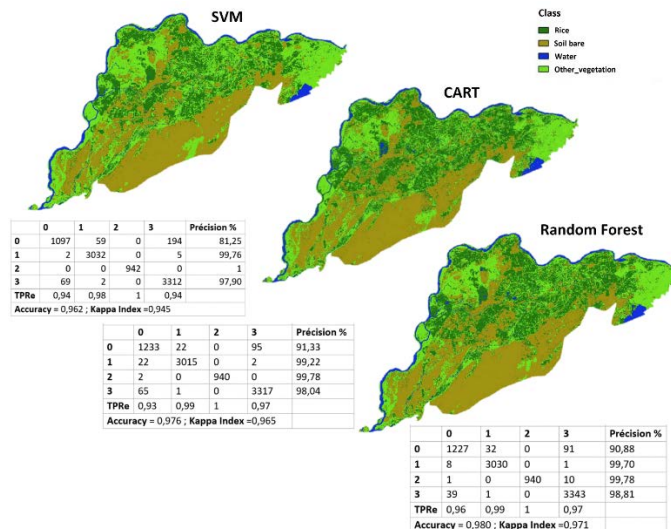 SVM
Class
Rice
Soil bare
Water
Other_vegetation
CART
Random Forest
0 1 2 3 Précision %
0 1097 59 0 194 81,25
1 2 3032 0 5 99,76
2 0 0 942 0 1
3 69 2 0 3312 97,90
TPRe 0,94 0,98 1 0,94
Accuracy = 0,962 ; Kappa Index =0,945
0 1 2 3 Précision %
0 1233 22 0 95 91,33
1 22 3015 0 2 99,22
2 2 0 940 0 99,78
3 65 1 0 3317 98,04
TPRe 0,93 0,99 1 0,97
Accuracy = 0,976 ; Kappa Index =0,965
0 1 2 3 Précision %
0 1227 32 0 91 90,88
1 8 3030 0 1 99,70
2 1 0 940 10 99,78
3 39 1 0 3343 98,81
TPRe 0,96 0,99 1 0,97
Accuracy = 0,980 ; Kappa Index =0,971